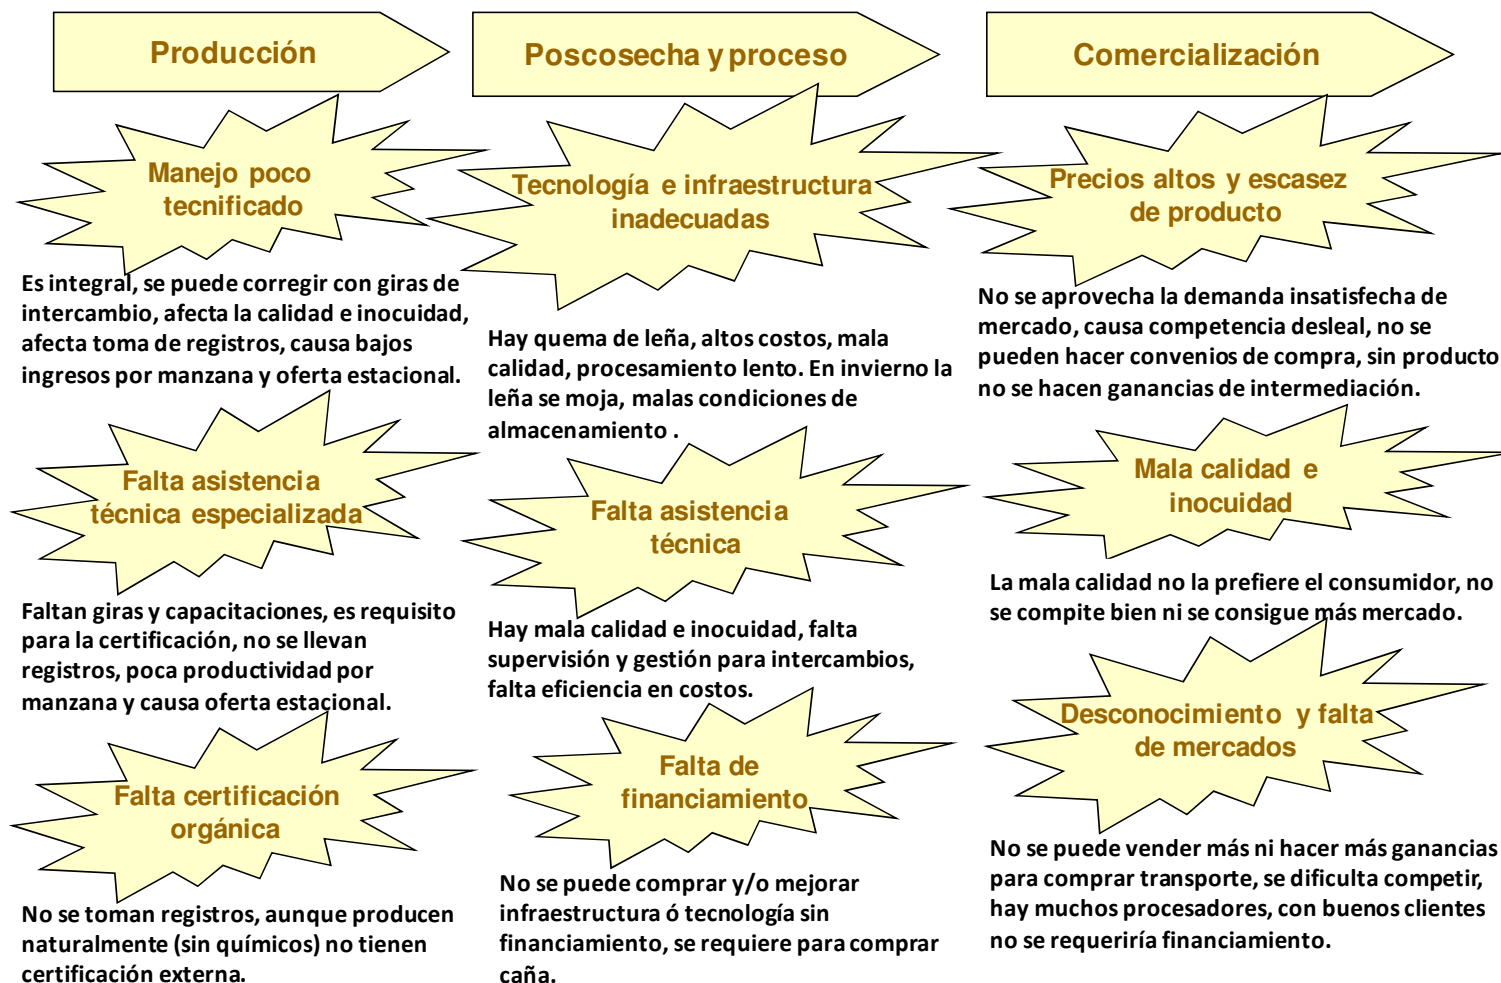 Producción
Manejo poco
tecnificado
Es integral, se puede corregir con giras de
intercambio, afecta la calidad e inocuidad,
afecta toma de registros, causa bajos
ingresos por manzana y oferta estacional.
Falta asistencia
técnica especializada
Faltan giras y capacitaciones, es requisito
para la certificación, no se llevan
registros, poca productividad por
manzana y causa oferta estacional.
Falta certificación
orgánica
No se toman registros, aunque producen
naturalmente (sin químicos) no tienen
certificación externa.
Poscosecha y proceso
Tecnología e infraestructura
inadecuadas
Hay quema de leña, altos costos, mala
calidad, procesamiento lento. En invierno la
leña se moja, malas condiciones de
almacenamiento .
Falta asistencia
técnica
Hay mala calidad e inocuidad, falta
supervisión y gestión para intercambios,
falta eficiencia en costos.
Falta de
financiamiento
No se puede comprar y/o mejorar
infraestructura ó tecnología sin
financiamiento, se requiere para comprar
caña.
Comercialización
Precios altos y escasez
de producto
No se aprovecha la demanda insatisfecha de
mercado, causa competencia desleal, no se
pueden hacer convenios de compra, sin producto
no se hacen ganancias de intermediación.
Mala calidad e
inocuidad
La mala calidad no la prefiere el consumidor, no
se compite bien ni se consigue más mercado.
Desconocimiento y falta
de mercados
No se puede vender más ni hacer más ganancias
para comprar transporte, se dificulta competir,
hay muchos procesadores, con buenos clientes
no se requeriría financiamiento.